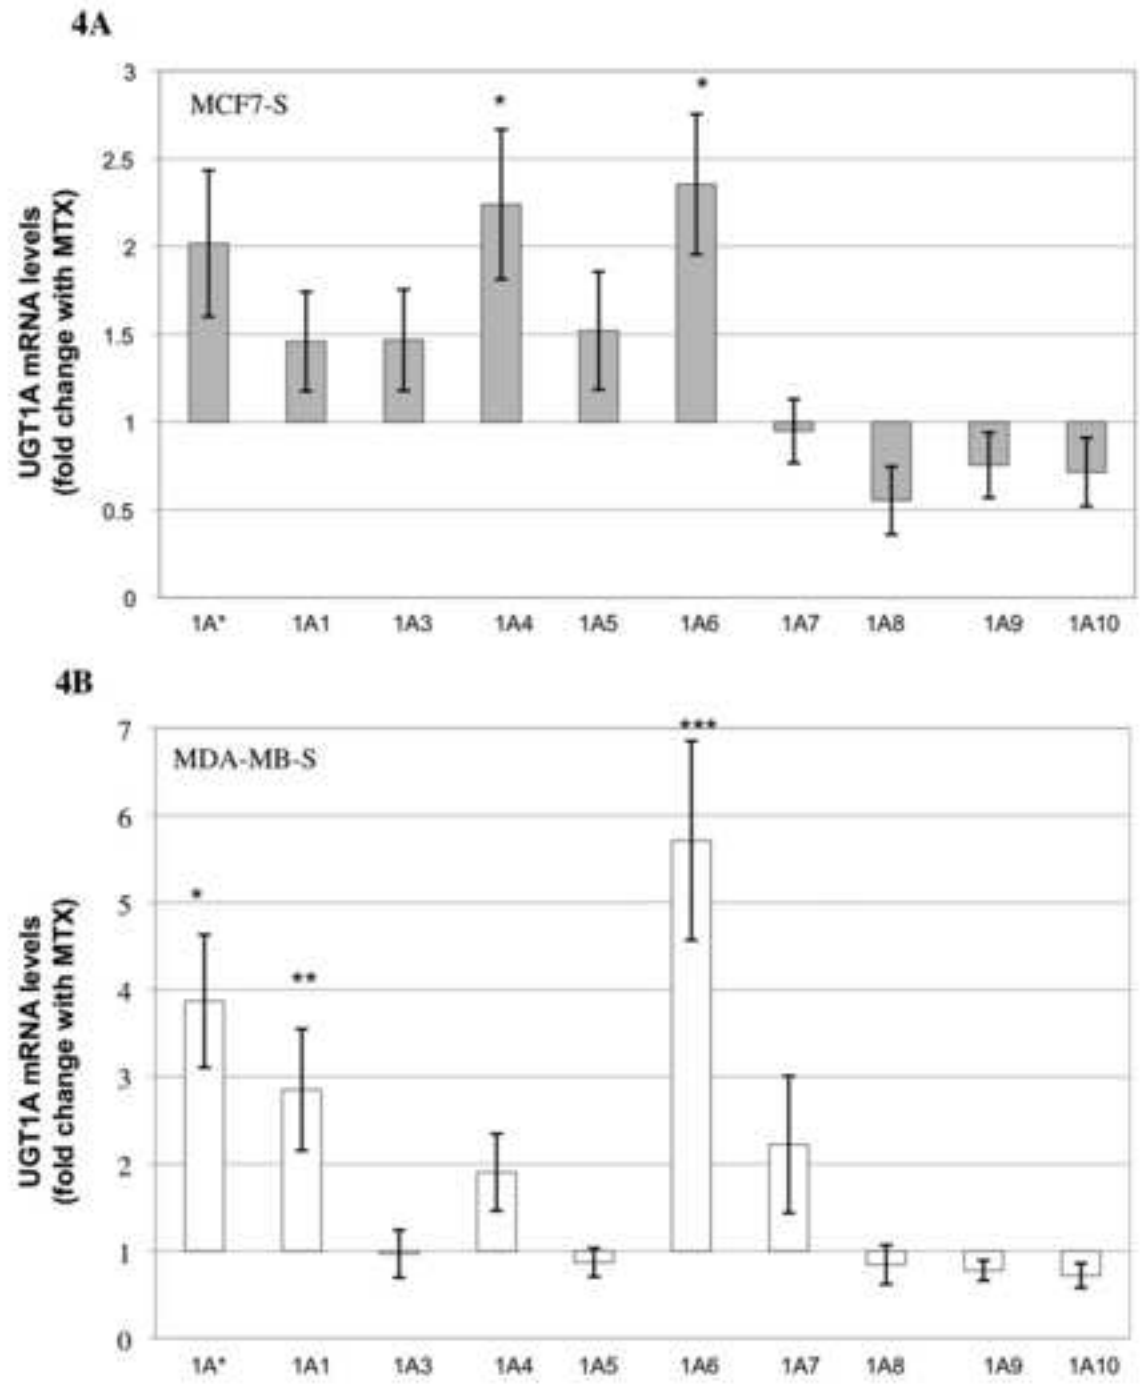 4A
MCF7-S
* *
3
2.5
2
1.5
1
0.5
0
UGT1A mRNA levels
(fold change with MTX)
1A* 1A1 1A3 1A4 1A5 1A6 1A7 1A8 1A9 1A10
4B
MDA-MB-S
***
*
**
7
6
5
4
3
2
1
0
UGT1A mRNA levels
(fold change with MTX)
1A* 1A1 1A3 1A4 1A5 1A6 1A7 1A8 1A9 1A10